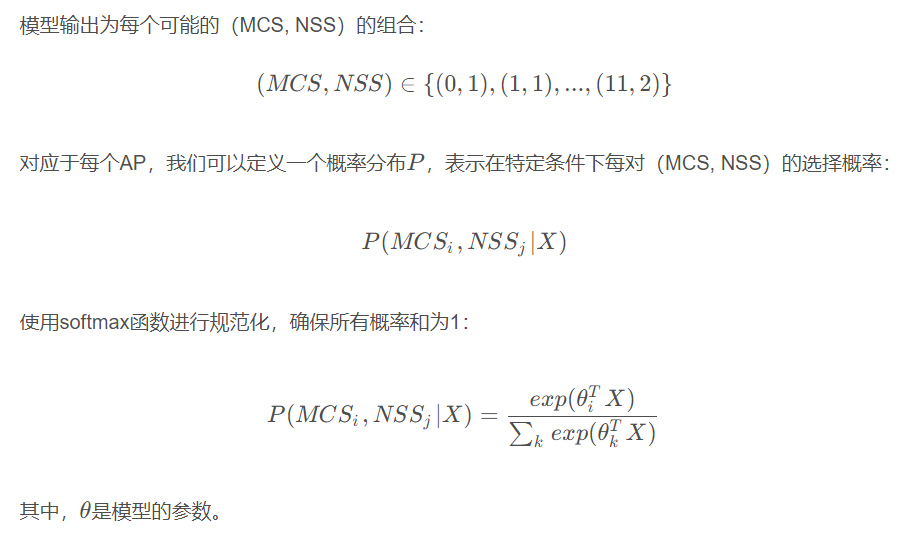 模型输出为每个可能的（MCS, NSS）的组合：
(MCS, NSS) ∈ {(0, 1), (1, 1), ..., (11, 2)}
对应于每个AP，我们可以定义一个概率分布P，表示在特定条件下每对（MCS, NSS）的选择概率：
P(MCS_i, NSS_j|X)
使用softmax函数进行规范化，确保所有概率和为1：
P(MCS_i, NSS_j|X) = \frac{exp(θ_i^T X)}{∑_k exp(θ_k^T X)}
其中，θ是模型的参数。